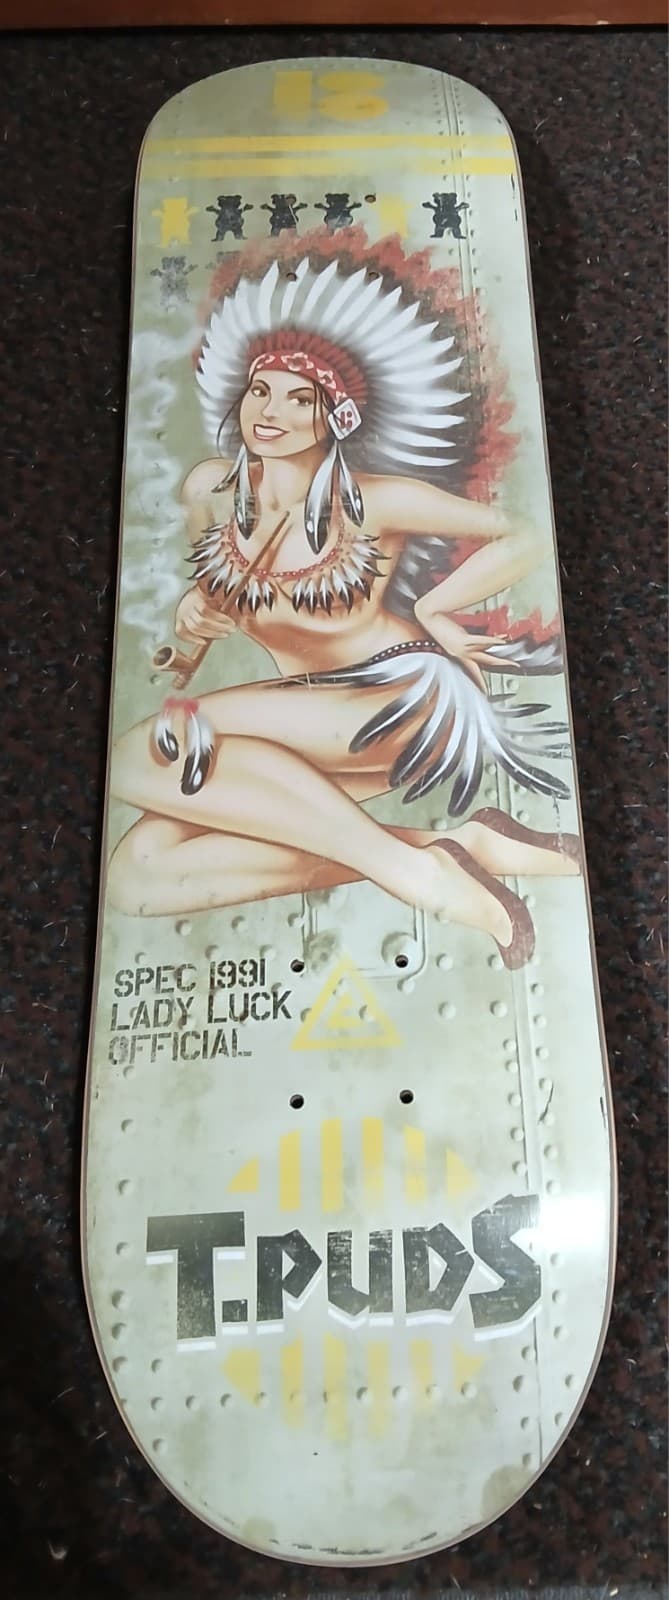 SPEC 1991
LADY LUCK
OFFICIAL
T.PUDS